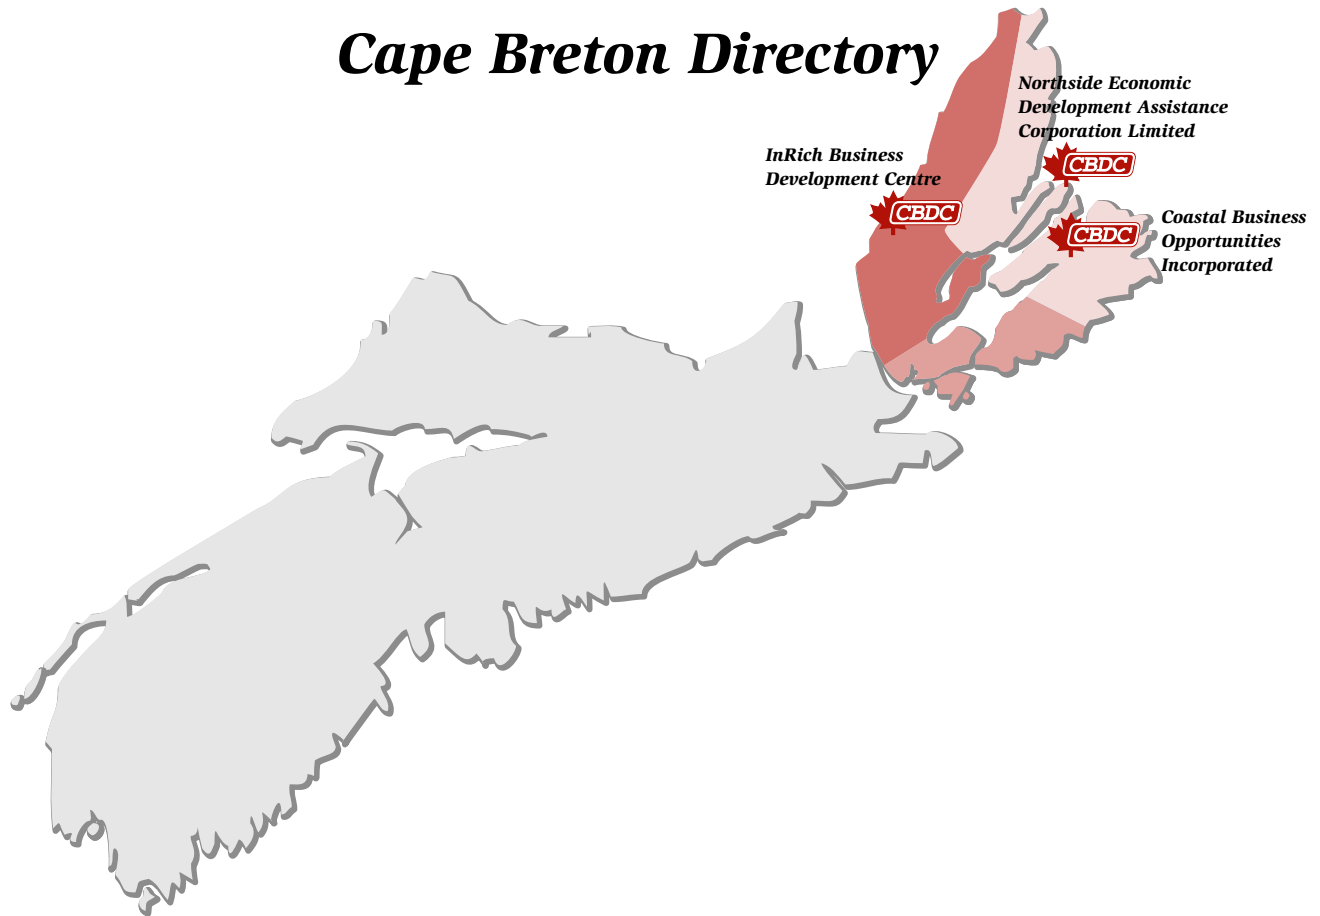 Cape Breton Directory
Northside Economic
Development Assistance
Corporation Limited
CBDC
InRich Business
Development Centre
CBDC
Coastal Business
Opportunities
Incorporated
CBDC